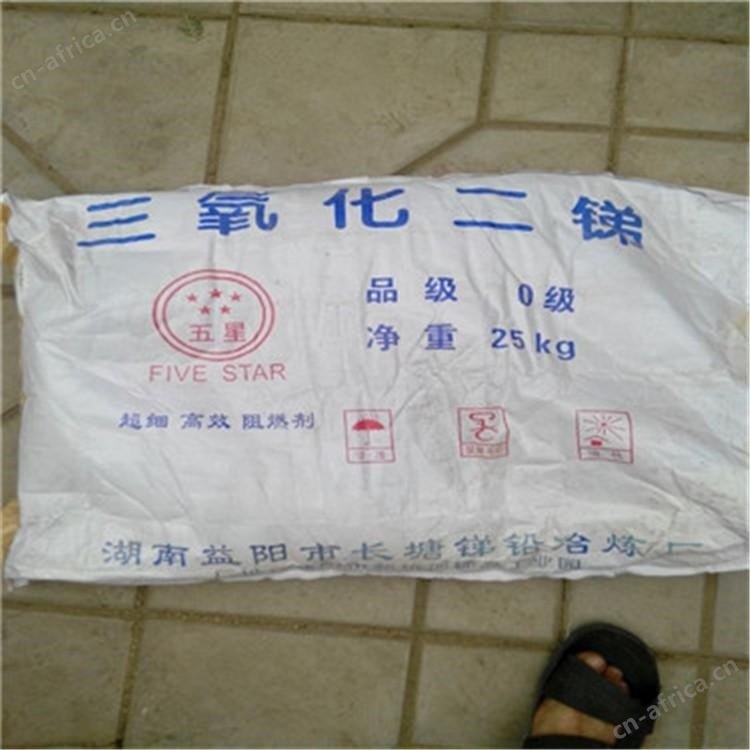 cn-africa.cn
三氧化二锑
品级 0级
五星
净重 25kg
FIVE STAR
超细 高效 阻燃剂
湖南益阳市长塘锑铅冶炼厂
cn-africa.cn